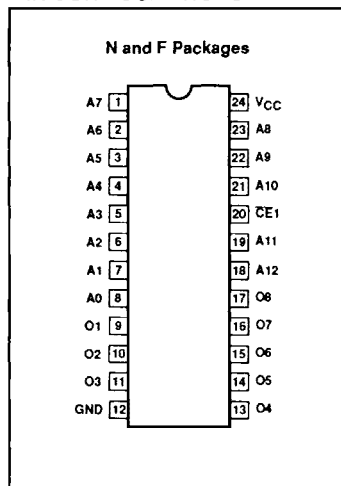 N and F Packages
A7 1 24 VCC
A6 2 23 A8
A5 3 22 A9
A4 4 21 A10
A3 5 20 C̅E̅1
A2 6 19 A11
A1 7 18 A12
A0 8 17 O8
O1 9 16 O7
O2 10 15 O6
O3 11 14 O5
GND 12 13 O4